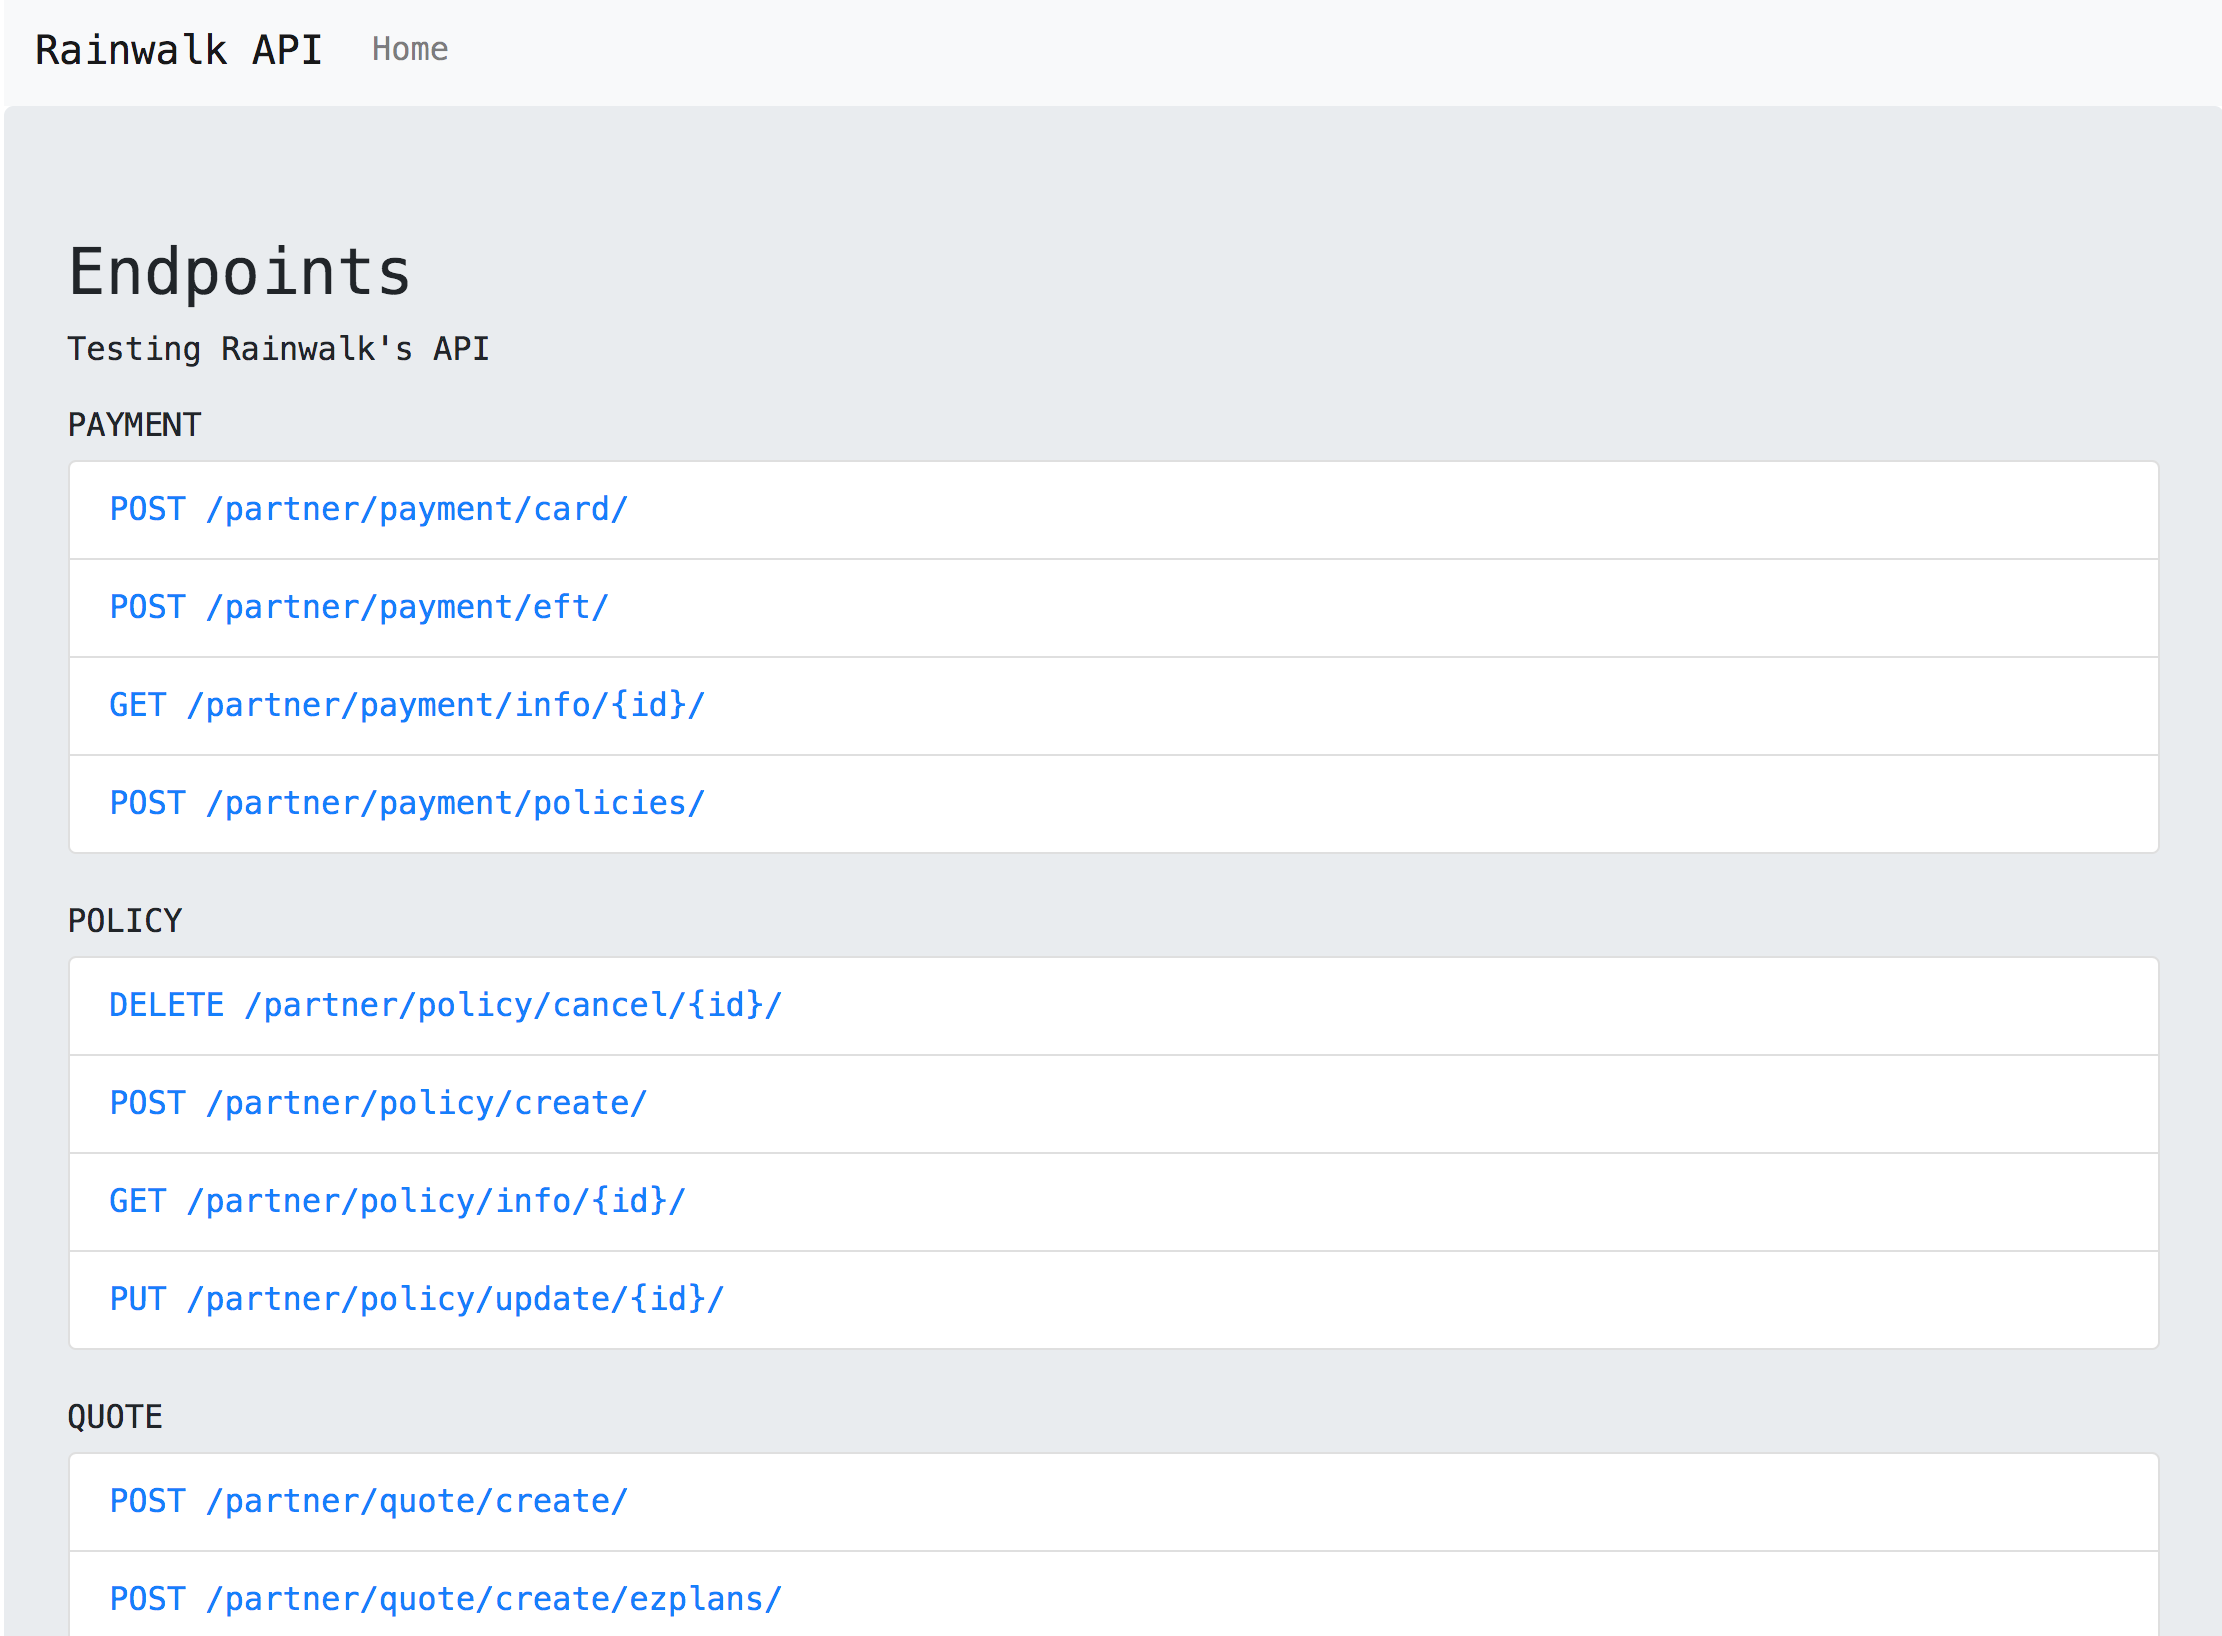 Rainwalk API Home
Endpoints
Testing Rainwalk's API
PAYMENT
POST /partner/payment/card/
POST /partner/payment/eft/
GET /partner/payment/info/{id}/
POST /partner/payment/policies/
POLICY
DELETE /partner/policy/cancel/{id}/
POST /partner/policy/create/
GET /partner/policy/info/{id}/
PUT /partner/policy/update/{id}/
QUOTE
POST /partner/quote/create/
POST /partner/quote/create/ezplans/